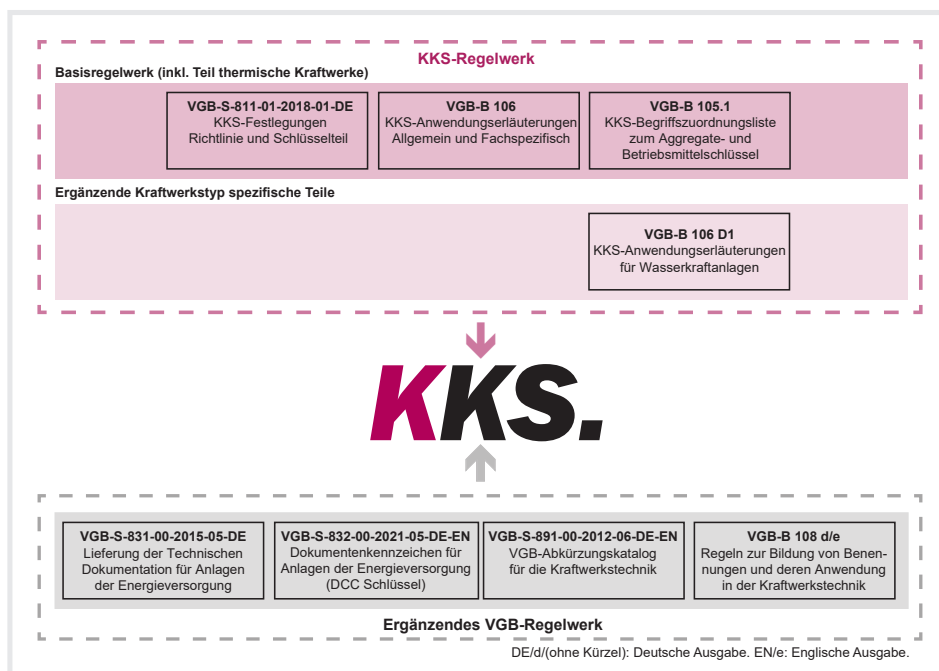 KKS-Regelwerk
Basisregelwerk (inkl. Teil thermische Kraftwerke)
VGB-S-811-01-2018-01-DE
KKS-Festlegungen
Richtlinie und Schlüsselteil
VGB-B 106
KKS-Anwendungserläuterungen
Allgemein und Fachspezifisch
VGB-B 105.1
KKS-Begriffszuordnungsliste
zum Aggregate- und
Betriebsmittelschlüssel
Ergänzende Kraftwerkstyp spezifische Teile
VGB-B 106 D1
KKS-Anwendungserläuterungen
für Wasserkraftanlagen
KKS.
VGB-S-831-00-2015-05-DE
Lieferung der Technischen
Dokumentation für Anlagen
der Energieversorgung
VGB-S-832-00-2021-05-DE-EN
Dokumentenkennzeichen für
Anlagen der Energieversorgung
(DCC Schlüssel)
VGB-S-891-00-2012-06-DE-EN
VGB-Abkürzungskatalog
für die Kraftwerkstechnik
VGB-B 108 d/e
Regeln zur Bildung von Benen-
nungen und deren Anwendung
in der Kraftwerkstechnik
Ergänzendes VGB-Regelwerk
DE/d/(ohne Kürzel): Deutsche Ausgabe. EN/e: Englische Ausgabe.